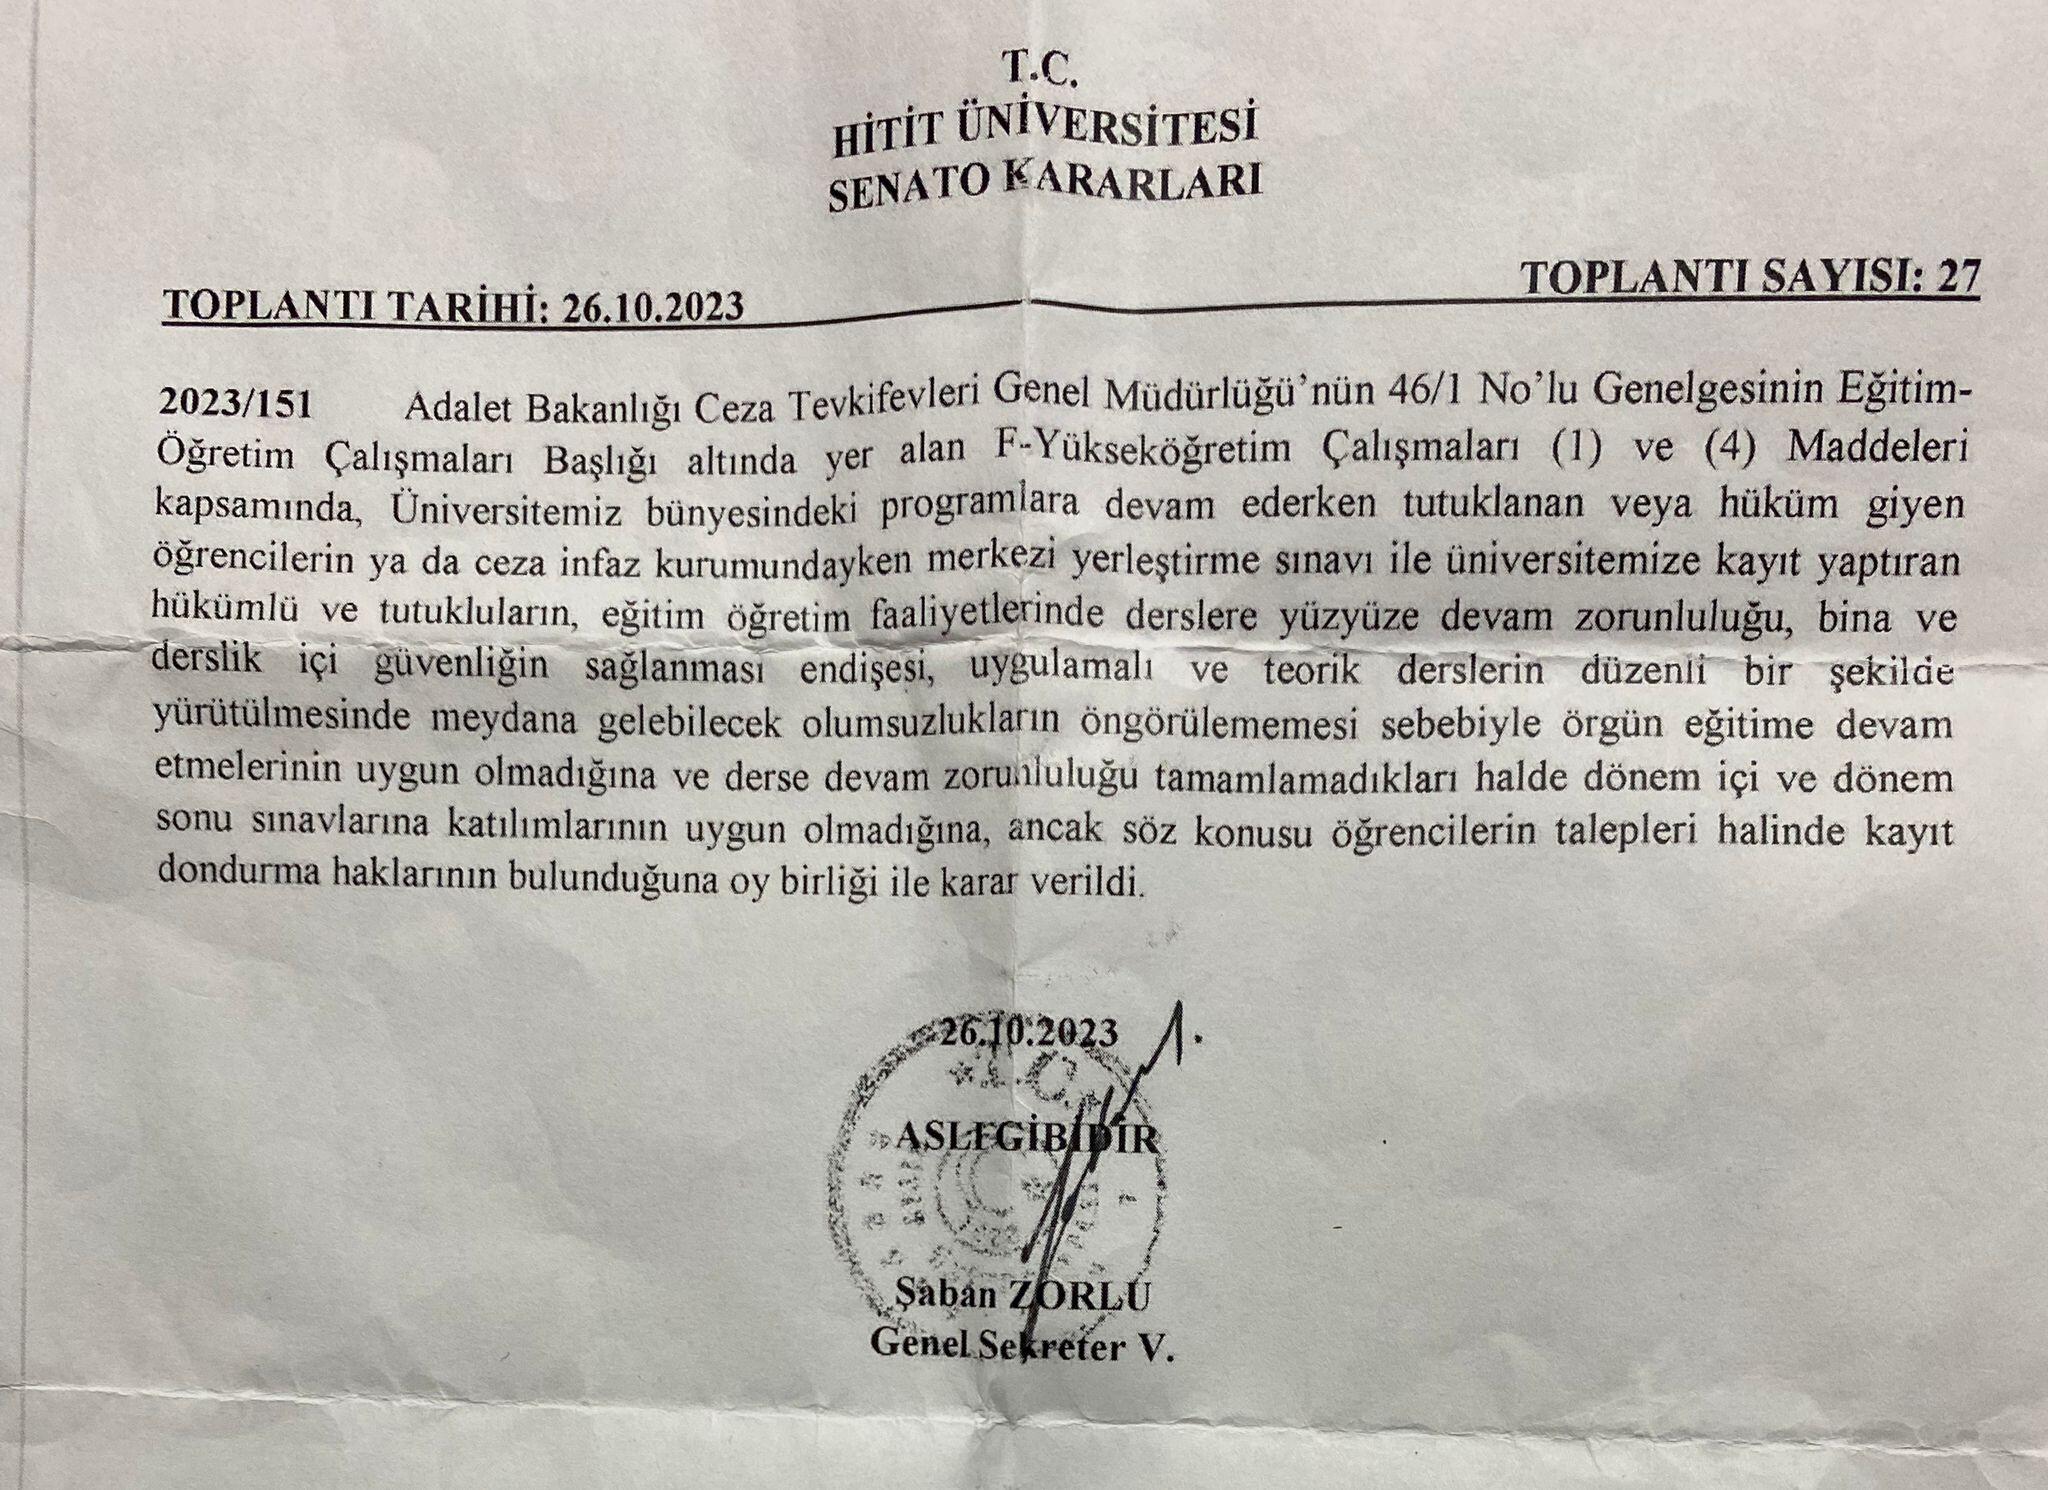 T.C.
HİTİT ÜNİVERSİTESİ
SENATO KARARLARI
TOPLANTI TARİHİ: 26.10.2023 TOPLANTI SAYISI: 27
2023/151 Adalet Bakanlığı Ceza Tevkifevleri Genel Müdürlüğü’nün 46/1 No’lu Genelgesinin Eğitim-
Öğretim Çalışmaları Başlığı altında yer alan F-Yükseköğretim Çalışmaları (1) ve (4) Maddeleri
kapsamında, Üniversitemiz bünyesindeki programlara devam ederken tutuklanan veya hüküm giyen
öğrencilerin ya da ceza infaz kurumundayken merkezi yerleştirme sınavı ile üniversitemize kayıt yaptıran
hükümlü ve tutukluların, eğitim öğretim faaliyetlerinde derslere yüzyüze devam zorunluluğu, bina ve
derslik içi güvenliğin sağlanması endişesi, uygulamalı ve teorik derslerin düzenli bir şekilde
yürütülmesinde meydana gelebilecek olumsuzlukların öngörülememesi sebebiyle örgün eğitime devam
etmelerinin uygun olmadığına ve derse devam zorunluluğu tamamlamadıkları halde dönem içi ve dönem
sonu sınavlarına katılımlarının uygun olmadığına, ancak söz konusu öğrencilerin talepleri halinde kayıt
dondurma haklarının bulunduğuna oy birliği ile karar verildi.
26.10.2023
T.C.
ASLI GİBİDİR
Şaban ZORLU
Genel Sekreter V.